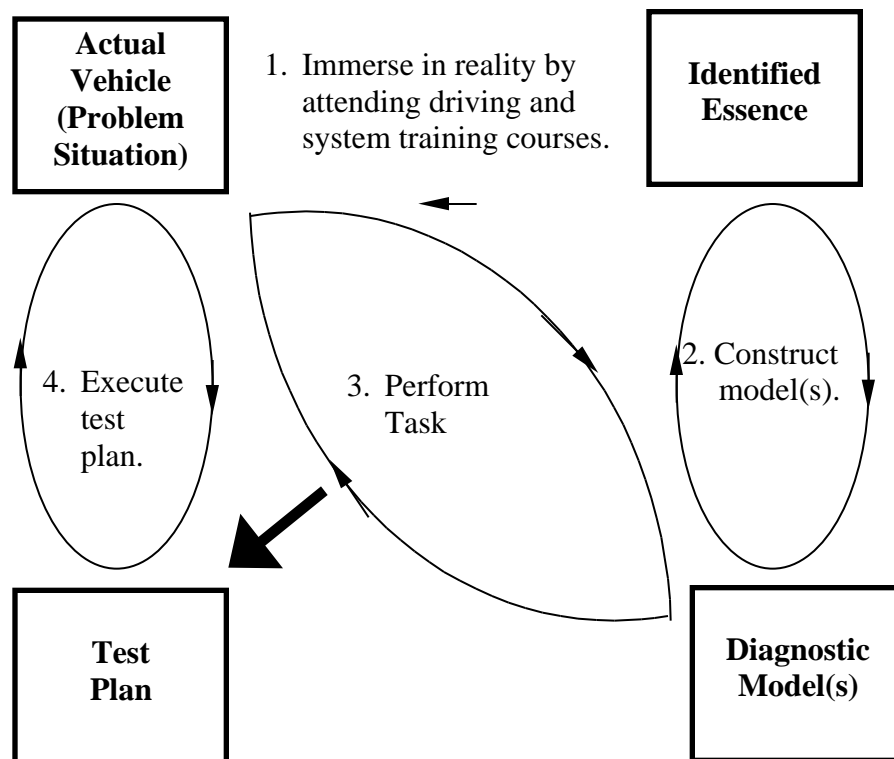 Actual
Vehicle
(Problem
Situation)
1. Immerse in reality by
attending driving and
system training courses.
Identified
Essence
4. Execute
test
plan.
3. Perform
Task
2. Construct
model(s).
Test
Plan
Diagnostic
Model(s)